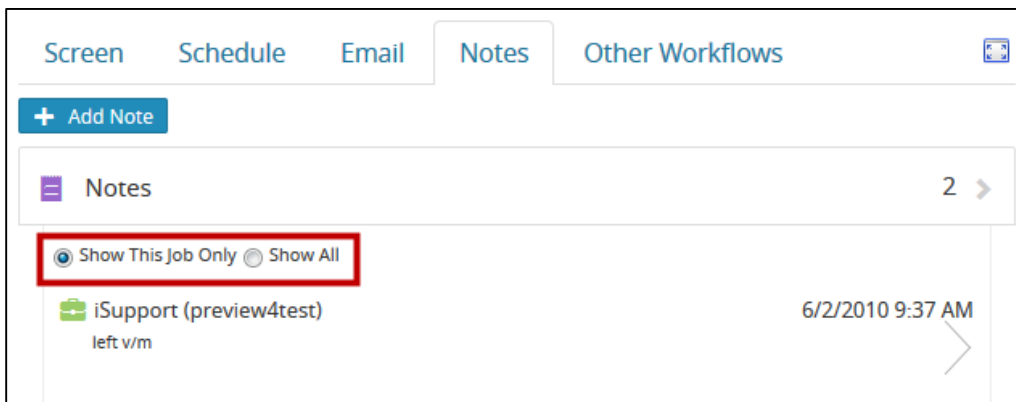 Screen Schedule Email Notes Other Workflows
+ Add Note
Notes 2
Show This Job Only Show All
iSupport (preview4test) 6/2/2010 9:37 AM
left v/m